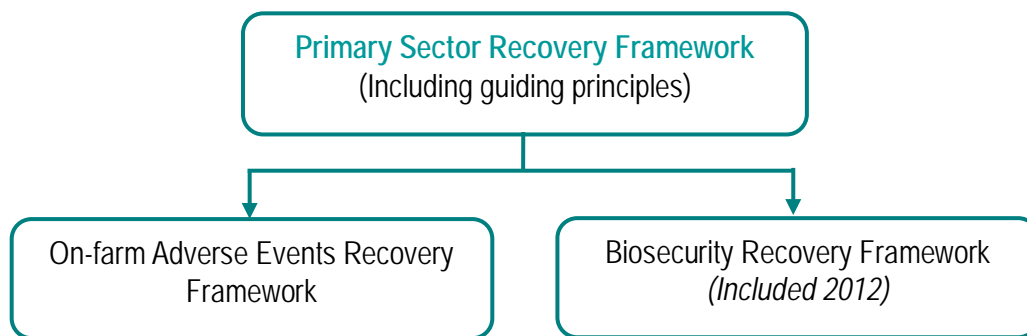 Primary Sector Recovery Framework
(Including guiding principles)
On-farm Adverse Events Recovery
Framework
Biosecurity Recovery Framework
(Included 2012)